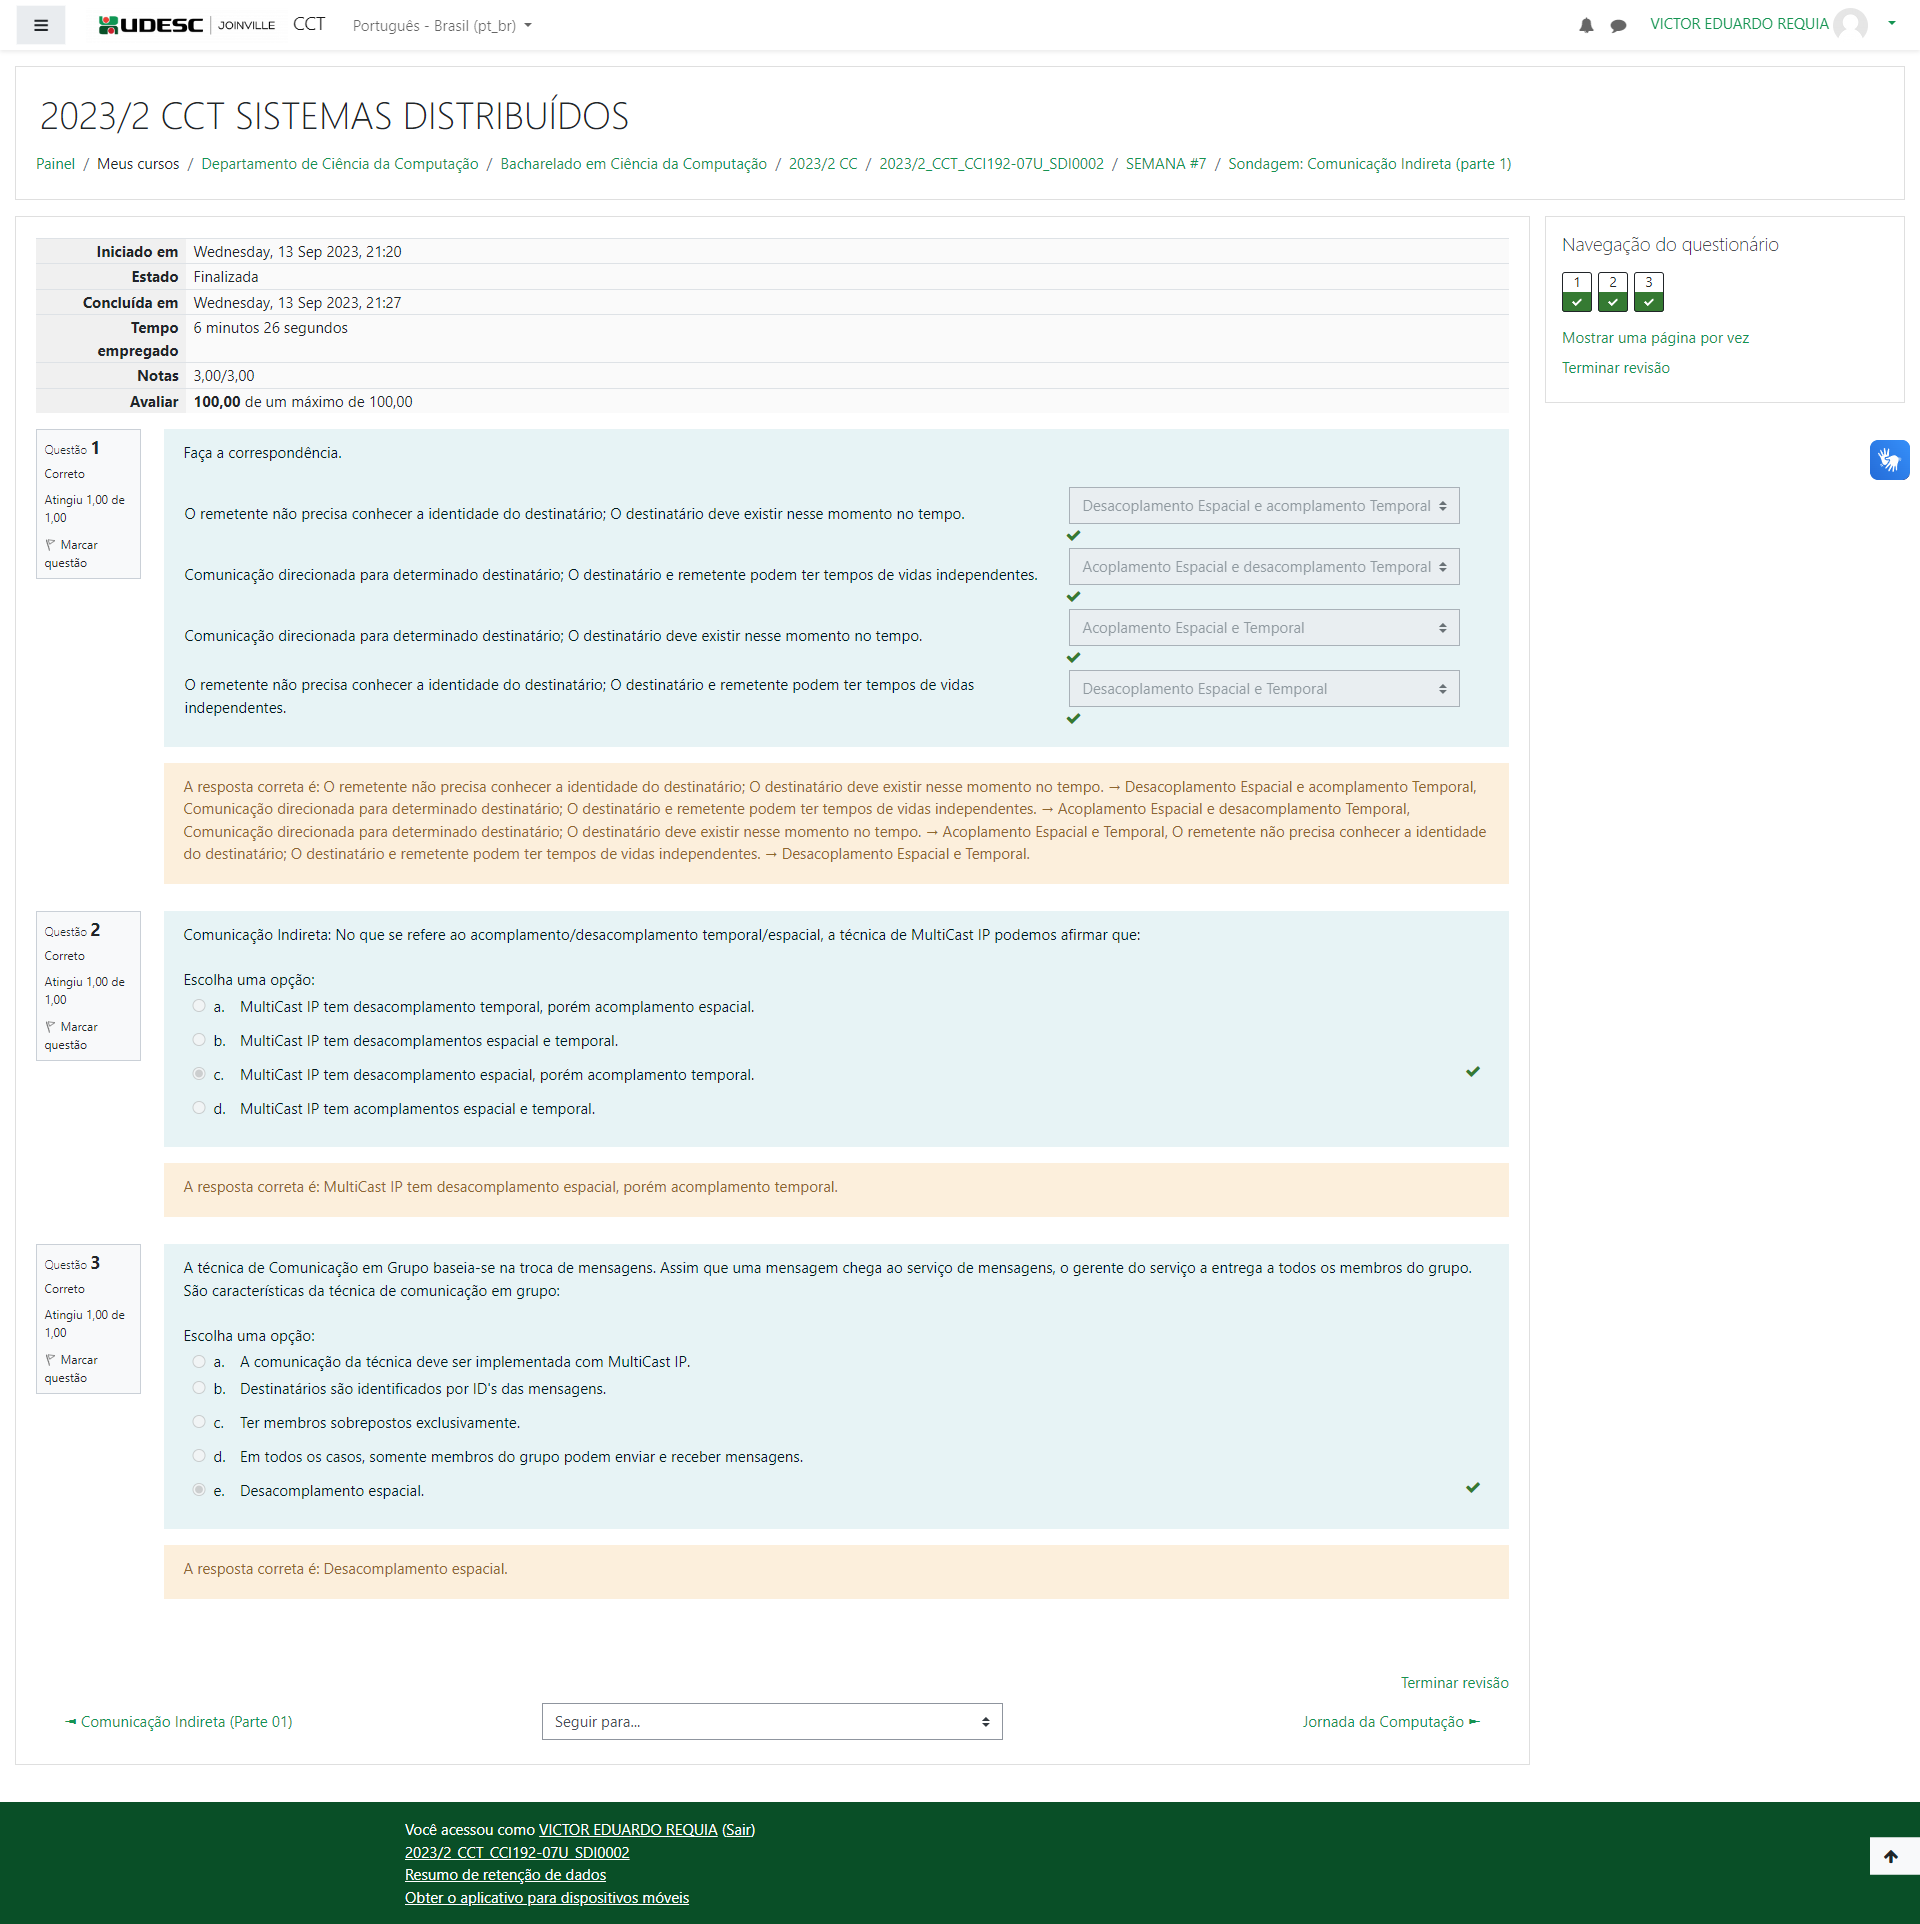 UDESC JOINVILLE CCT Português - Brasil (pt_br) VICTOR EDUARDO REQUIA
2023/2 CCT SISTEMAS DISTRIBUÍDOS
Painel / Meus cursos / Departamento de Ciência da Computação / Bacharelado em Ciência da Computação / 2023/2 CC / 2023/2_CCT_CCI192-07U_SDI0002 / SEMANA #7 / Sondagem: Comunicação Indireta (parte 1)
Iniciado em Wednesday, 13 Sep 2023, 21:20
Estado Finalizada
Concluída em Wednesday, 13 Sep 2023, 21:27
Tempo empregado 6 minutos 26 segundos
Notas 3,00/3,00
Avaliar 100,00 de um máximo de 100,00
Navegação do questionário
1 2 3
Mostrar uma página por vez
Terminar revisão
Questão 1
Correto
Atingiu 1,00 de
1,00
Marcar
questão
Faça a correspondência.
O remetente não precisa conhecer a identidade do destinatário; O destinatário deve existir nesse momento no tempo. Desacoplamento Espacial e acomplamento Temporal
Comunicação direcionada para determinado destinatário; O destinatário e remetente podem ter tempos de vidas independentes. Acoplamento Espacial e desacomplamento Temporal
Comunicação direcionada para determinado destinatário; O destinatário deve existir nesse momento no tempo. Acoplamento Espacial e Temporal
O remetente não precisa conhecer a identidade do destinatário; O destinatário e remetente podem ter tempos de vidas
independentes. Desacoplamento Espacial e Temporal
A resposta correta é: O remetente não precisa conhecer a identidade do destinatário; O destinatário deve existir nesse momento no tempo. → Desacoplamento Espacial e acomplamento Temporal,
Comunicação direcionada para determinado destinatário; O destinatário e remetente podem ter tempos de vidas independentes. → Acoplamento Espacial e desacomplamento Temporal,
Comunicação direcionada para determinado destinatário; O destinatário deve existir nesse momento no tempo. → Acoplamento Espacial e Temporal, O remetente não precisa conhecer a identidade
do destinatário; O destinatário e remetente podem ter tempos de vidas independentes. → Desacoplamento Espacial e Temporal.
Questão 2
Correto
Atingiu 1,00 de
1,00
Marcar
questão
Comunicação Indireta: No que se refere ao acomplamento/desacomplamento temporal/espacial, a técnica de MultiCast IP podemos afirmar que:
Escolha uma opção:
a. MultiCast IP tem desacomplamento temporal, porém acomplamento espacial.
b. MultiCast IP tem desacomplamentos espacial e temporal.
c. MultiCast IP tem desacomplamento espacial, porém acomplamento temporal.
d. MultiCast IP tem acomplamentos espacial e temporal.
A resposta correta é: MultiCast IP tem desacomplamento espacial, porém acomplamento temporal.
Questão 3
Correto
Atingiu 1,00 de
1,00
Marcar
questão
A técnica de Comunicação em Grupo baseia-se na troca de mensagens. Assim que uma mensagem chega ao serviço de mensagens, o gerente do serviço a entrega a todos os membros do grupo.
São características da técnica de comunicação em grupo:
Escolha uma opção:
a. A comunicação da técnica deve ser implementada com MultiCast IP.
b. Destinatários são identificados por ID's das mensagens.
c. Ter membros sobrepostos exclusivamente.
d. Em todos os casos, somente membros do grupo podem enviar e receber mensagens.
e. Desacomplamento espacial.
A resposta correta é: Desacomplamento espacial.
Terminar revisão
◄ Comunicação Indireta (Parte 01) Seguir para... Jornada da Computação ►
Você acessou como VICTOR EDUARDO REQUIA (Sair)
2023/2_CCT_CCI192-07U_SDI0002
Resumo de retenção de dados
Obter o aplicativo para dispositivos móveis